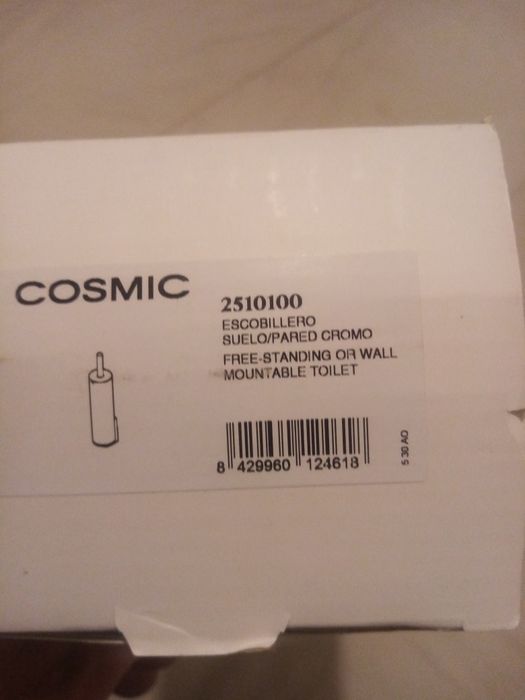 COSMIC
2510100
ESCOBILLERO
SUELO/PARED CROMO
FREE-STANDING OR WALL
MOUNTABLE TOILET
8 429960 124618
5 30 AO